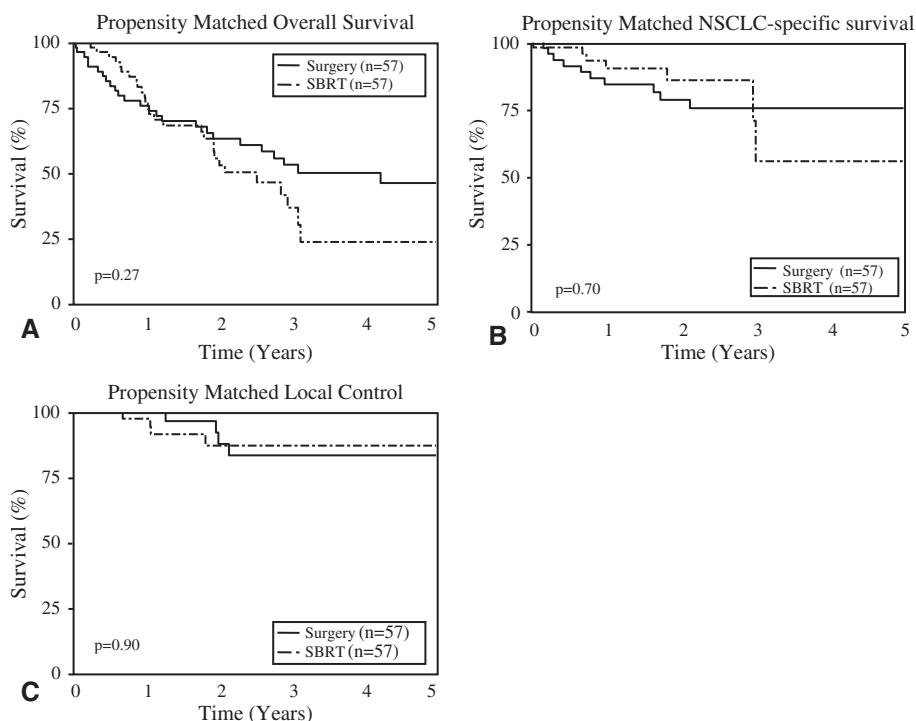 Propensity Matched Overall Survival
100
75
50
25
0
Survival (%)
Surgery (n=57)
SBRT (n=57)
p=0.27
0 1 2 3 4 5
Time (Years)
A
Propensity Matched NSCLC-specific survival
100
75
50
25
0
Survival (%)
Surgery (n=57)
SBRT (n=57)
p=0.70
0 1 2 3 4 5
Time (Years)
B
Propensity Matched Local Control
100
75
50
25
0
Survival (%)
Surgery (n=57)
SBRT (n=57)
p=0.90
0 1 2 3 4 5
Time (Years)
C